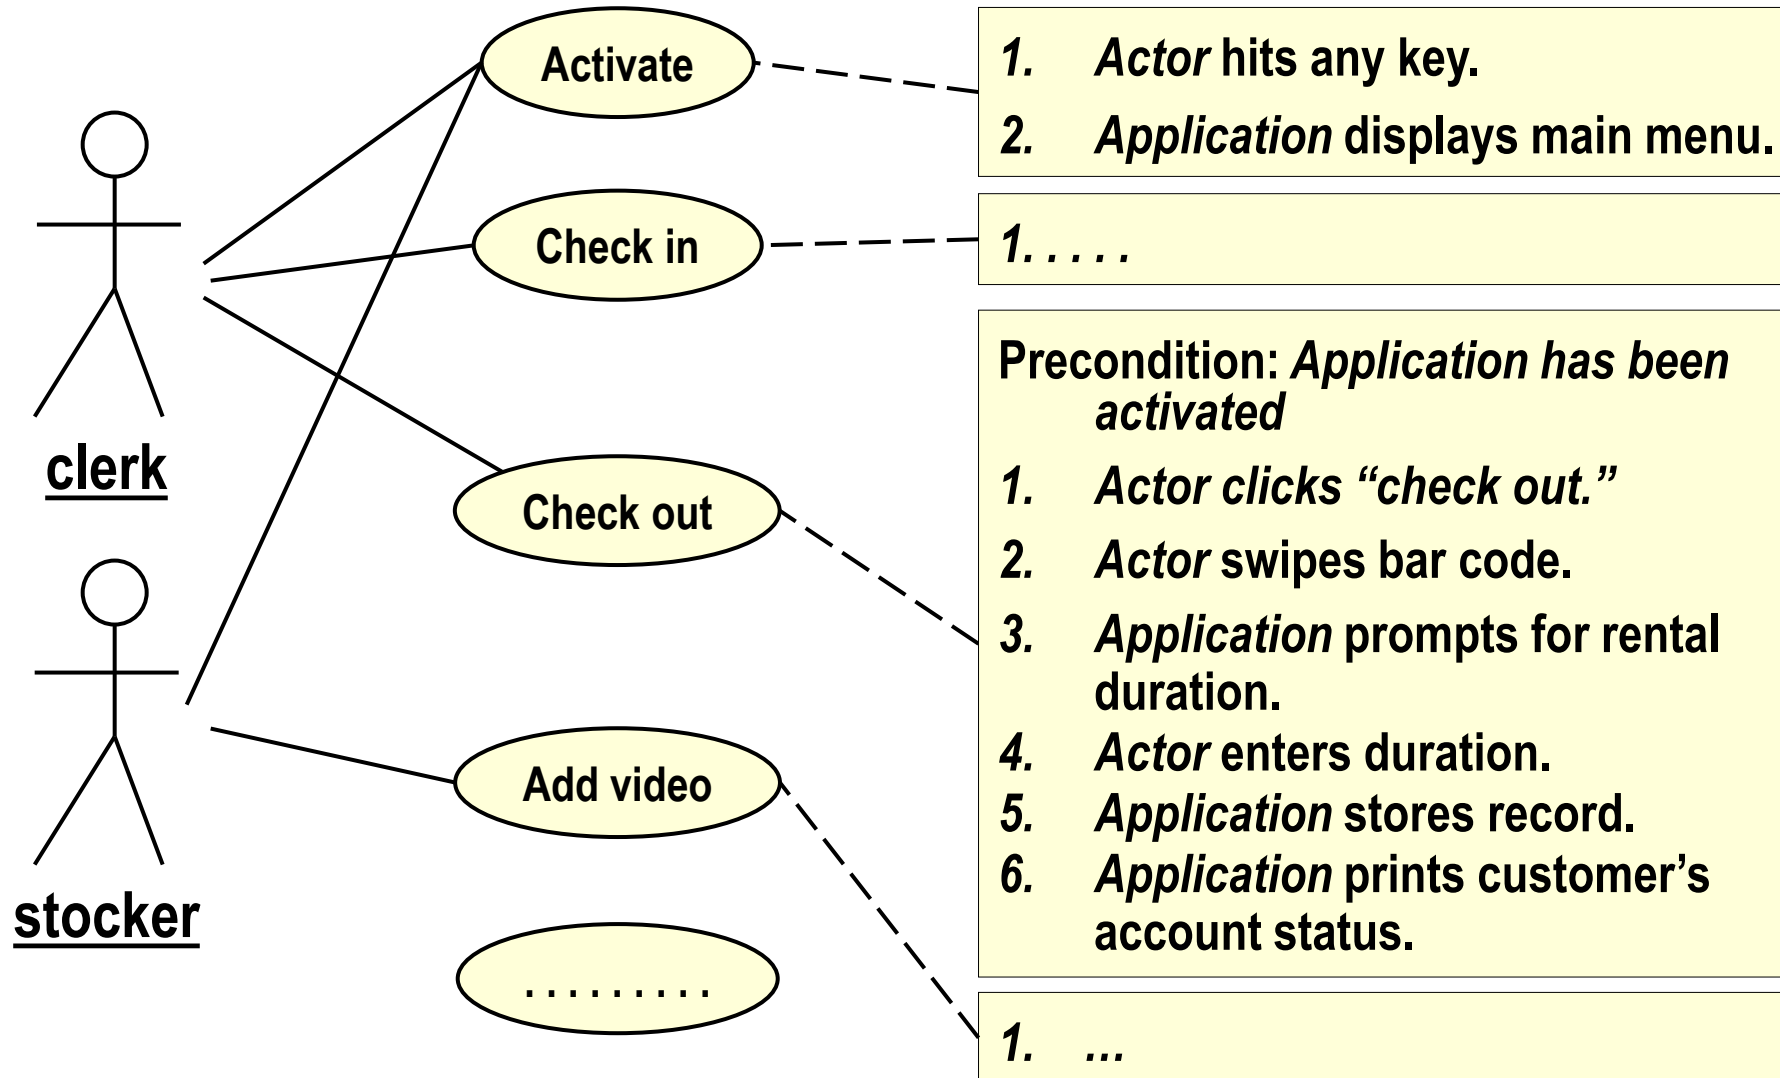 Activate
1. Actor hits any key.
2. Application displays main menu.
Check in
1. . . . .
clerk
Check out
Precondition: Application has been
activated
1. Actor clicks “check out.”
2. Actor swipes bar code.
3. Application prompts for rental
duration.
4. Actor enters duration.
5. Application stores record.
6. Application prints customer’s
account status.
stocker
Add video
. . . . . . . . .
1. ...